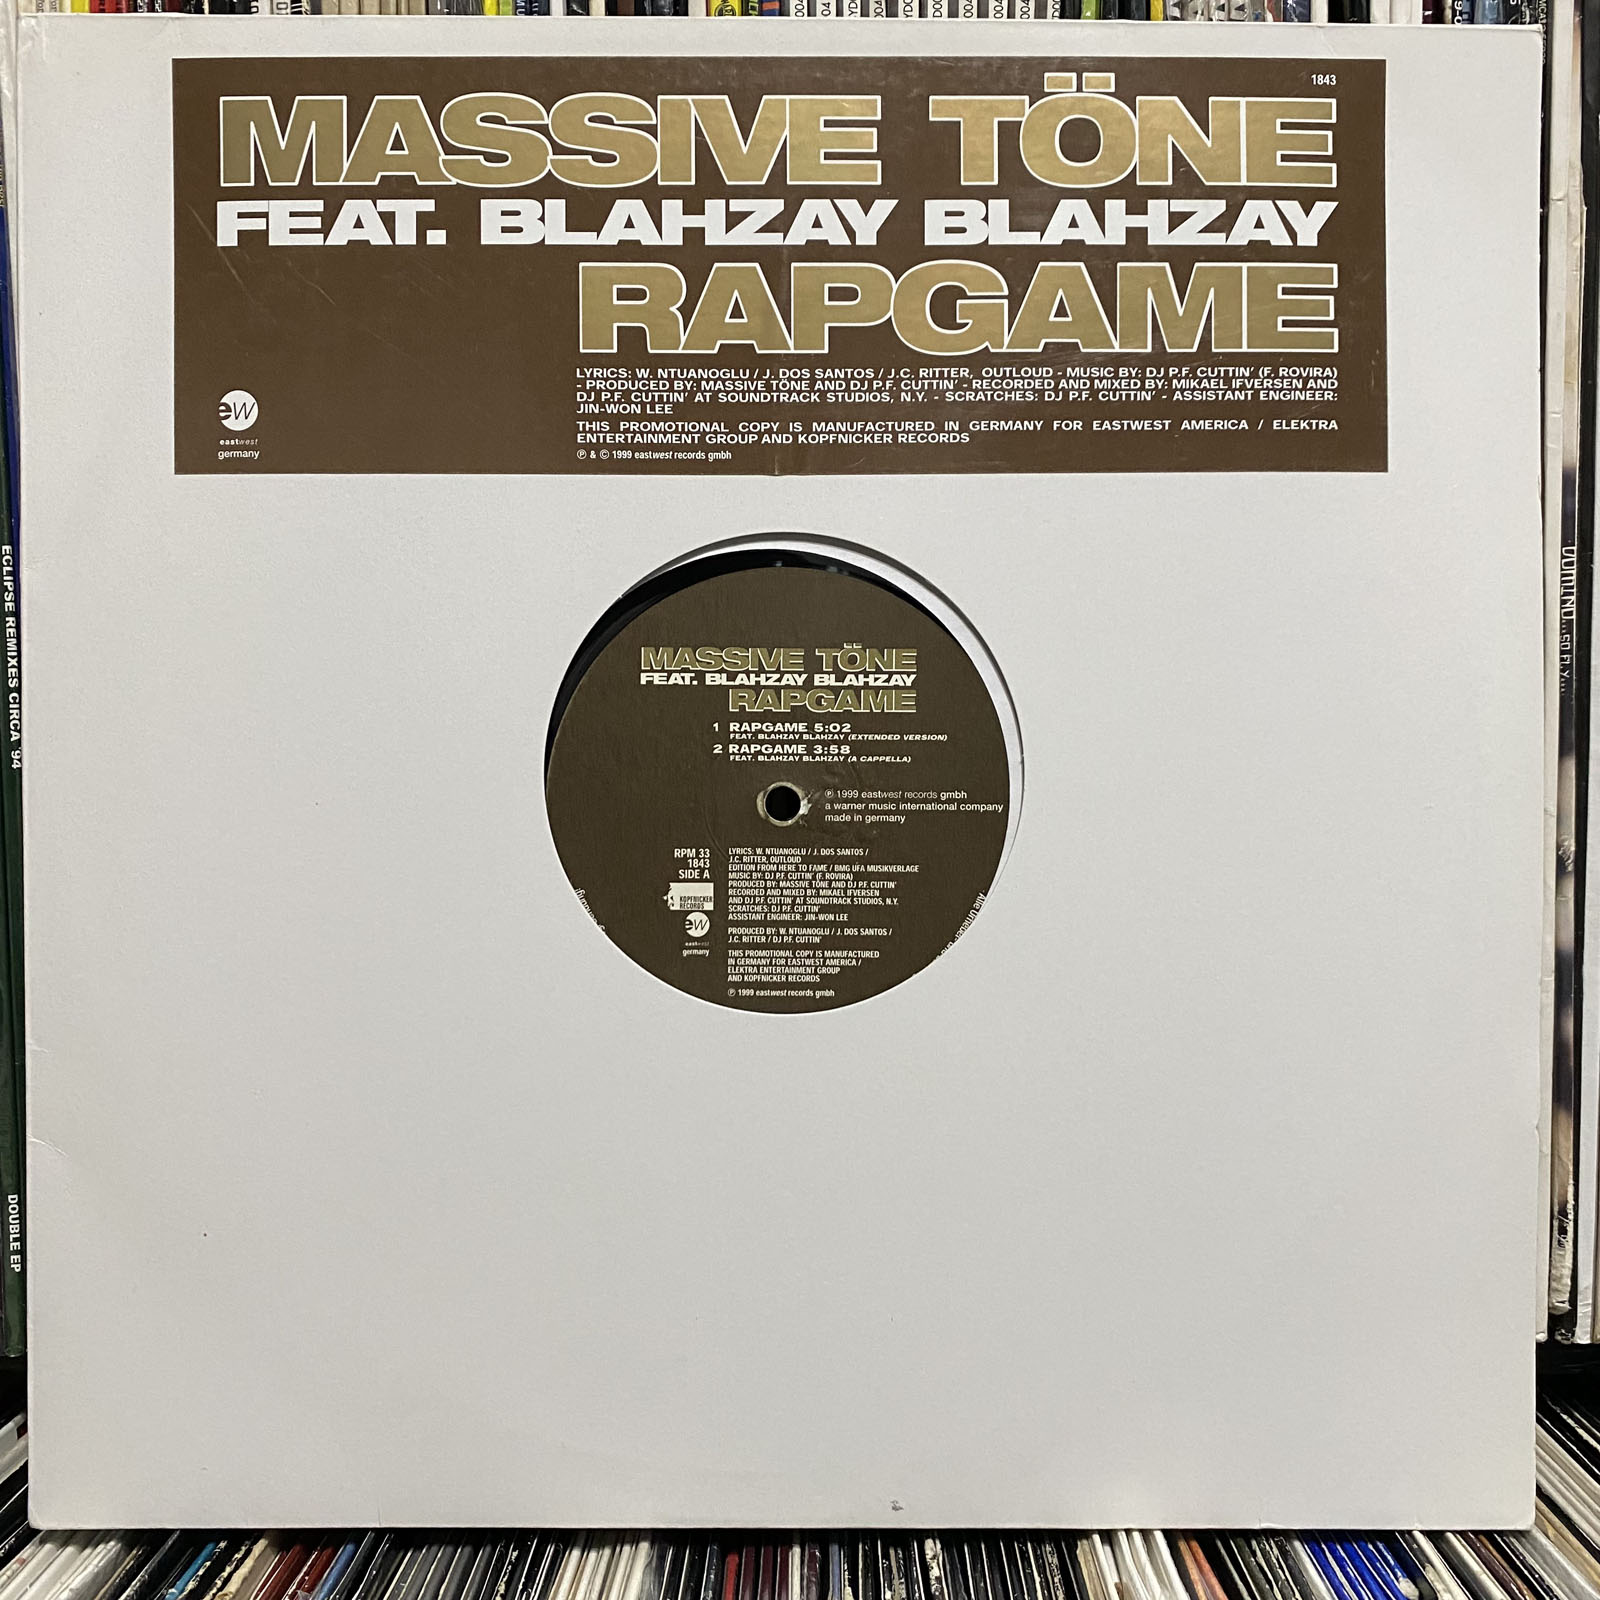 1843
MASSIVE TÖNE
FEAT. BLAHZAY BLAHZAY
RAPGAME
LYRICS: W. NTUANOGLU / J. DOS SANTOS / J.C. RITTER, OUTLOUD - MUSIC BY: DJ P.F. CUTTIN' (F. ROVIRA)
- PRODUCED BY: MASSIVE TÖNE AND DJ P.F. CUTTIN' - RECORDED AND MIXED BY: MIKAEL IFVERSEN AND
DJ P.F. CUTTIN' AT SOUNDTRACK STUDIOS, N.Y. - SCRATCHES: DJ P.F. CUTTIN' - ASSISTANT ENGINEER:
JIN-WON LEE
THIS PROMOTIONAL COPY IS MANUFACTURED IN GERMANY FOR EASTWEST AMERICA / ELEKTRA
ENTERTAINMENT GROUP AND KOPFNICKER RECORDS
℗ & © 1999 eastwest records gmbh
ew
eastwest
germany
MASSIVE TÖNE
FEAT. BLAHZAY BLAHZAY
RAPGAME
1 RAPGAME 5:02
FEAT. BLAHZAY BLAHZAY (EXTENDED VERSION)
2 RAPGAME 3:58
FEAT. BLAHZAY BLAHZAY (A CAPPELLA)
℗ 1999 eastwest records gmbh
a warner music international company
made in germany
RPM 33
1843
SIDE A
KOPFNICKER
RECORDS
ew
eastwest
germany
LYRICS: W. NTUANOGLU / J. DOS SANTOS /
J.C. RITTER, OUTLOUD
EDITION FROM HERE TO FAME / BMG UFA MUSIKVERLAGE
MUSIC BY: DJ P.F. CUTTIN' (F. ROVIRA)
PRODUCED BY: MASSIVE TÖNE AND DJ P.F. CUTTIN'
RECORDED AND MIXED BY: MIKAEL IFVERSEN
AND DJ P.F. CUTTIN' AT SOUNDTRACK STUDIOS, N.Y.
SCRATCHES: DJ P.F. CUTTIN'
ASSISTANT ENGINEER: JIN-WON LEE
PRODUCED BY: W. NTUANOGLU / J. DOS SANTOS /
J.C. RITTER / DJ P.F. CUTTIN'
THIS PROMOTIONAL COPY IS MANUFACTURED
IN GERMANY FOR EASTWEST AMERICA /
ELEKTRA ENTERTAINMENT GROUP
AND KOPFNICKER RECORDS
℗ 1999 eastwest records gmbh
ECLIPSE REMIXES CIRCA '94
DOUBLE EP